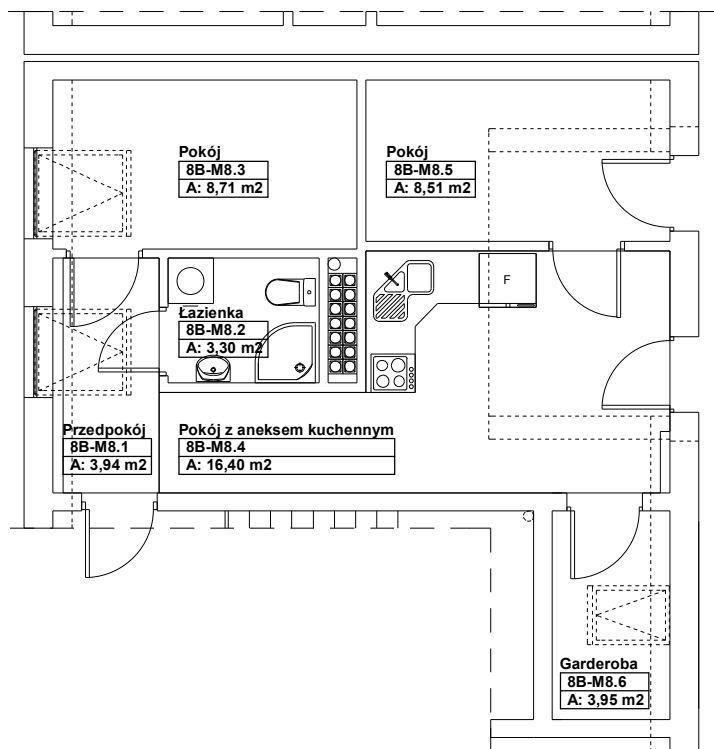 Pokój
8B-M8.3
A: 8,71 m2
Pokój
8B-M8.5
A: 8,51 m2
F
Łazienka
8B-M8.2
A: 3,30 m2
Przedpokój
8B-M8.1
A: 3,94 m2
Pokój z aneksem kuchennym
8B-M8.4
A: 16,40 m2
Garderoba
8B-M8.6
A: 3,95 m2